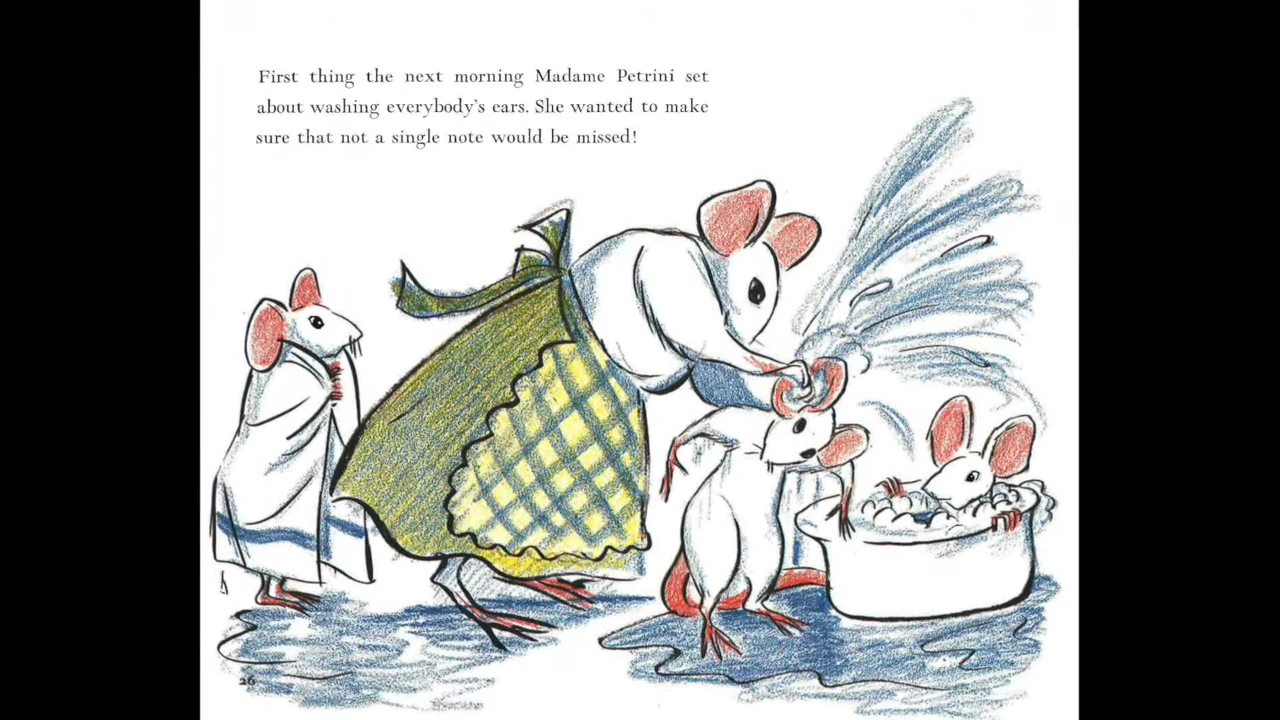 First thing the next morning Madame Petrini set
about washing everybody's ears. She wanted to make
sure that not a single note would be missed!
26